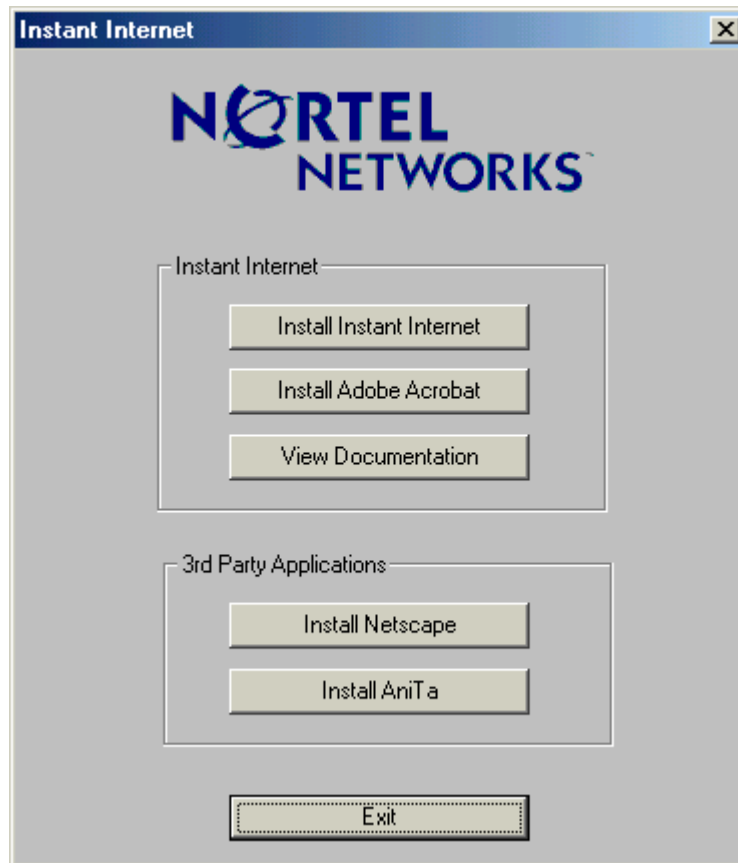 Instant Internet
NORTEL
NETWORKS
Instant Internet
Install Instant Internet
Install Adobe Acrobat
View Documentation
3rd Party Applications
Install Netscape
Install AniTa
Exit